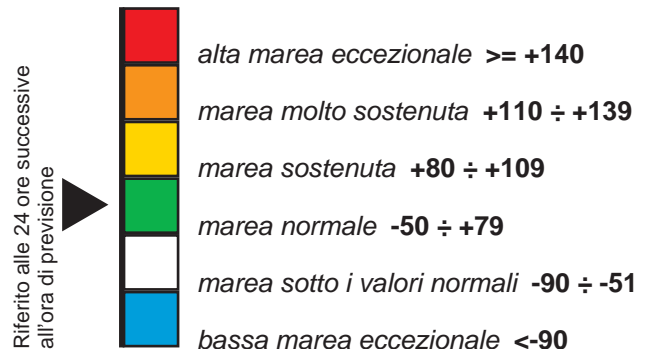 Riferito alle 24 ore successive
all'ora di previsione
alta marea eccezionale >= +140
marea molto sostenuta +110 ÷ +139
marea sostenuta +80 ÷ +109
marea normale -50 ÷ +79
marea sotto i valori normali -90 ÷ -51
bassa marea eccezionale <-90